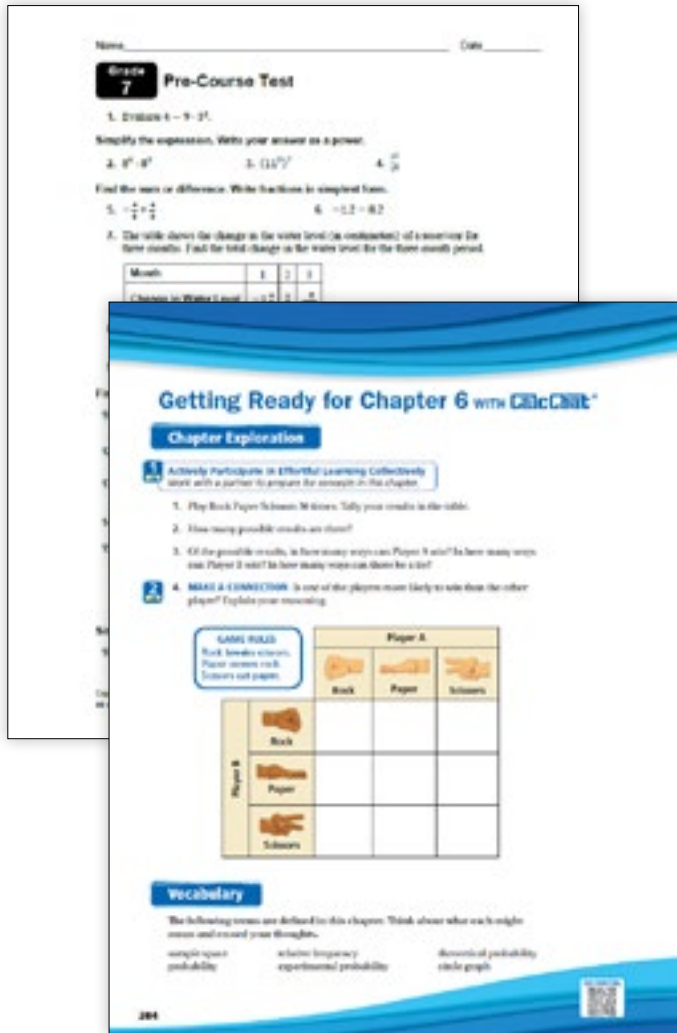 Name
Date
Grade
7
Pre-Course Test
1. Evaluate
Simplify the expression. Write your answer as a power.
2.
3.
4.
Find the sum or difference. Write fractions in simplest form.
5.
6. −1.2 − 8.2
7. The table shows the change in the water level (in centimeters) of a reservoir for
three months. Find the total change in the water level for the three-month period.
Month 1 2 3
Change in Water Level
Getting Ready for Chapter 6 WITH CalcChat®
Chapter Exploration
1 Actively Participate in Effortful Learning Collectively
Work with a partner to prepare for concepts in this chapter.
1. Play Rock Paper Scissors 30 times. Tally your results in the table.
2. How many possible results are there?
3. Of the possible results, in how many ways can Player A win? In how many ways
can Player B win? In how many ways can there be a tie?
2 4. MAKE A CONNECTION Is one of the players more likely to win than the other
player? Explain your reasoning.
GAME RULES
Rock breaks scissors.
Paper covers rock.
Scissors cut paper.
Player A
Rock Paper Scissors
Player B
Rock
Paper
Scissors
Vocabulary
The following terms are defined in this chapter. Think about what each might
mean and record your thoughts.
sample space relative frequency theoretical probability
probability experimental probability circle graph